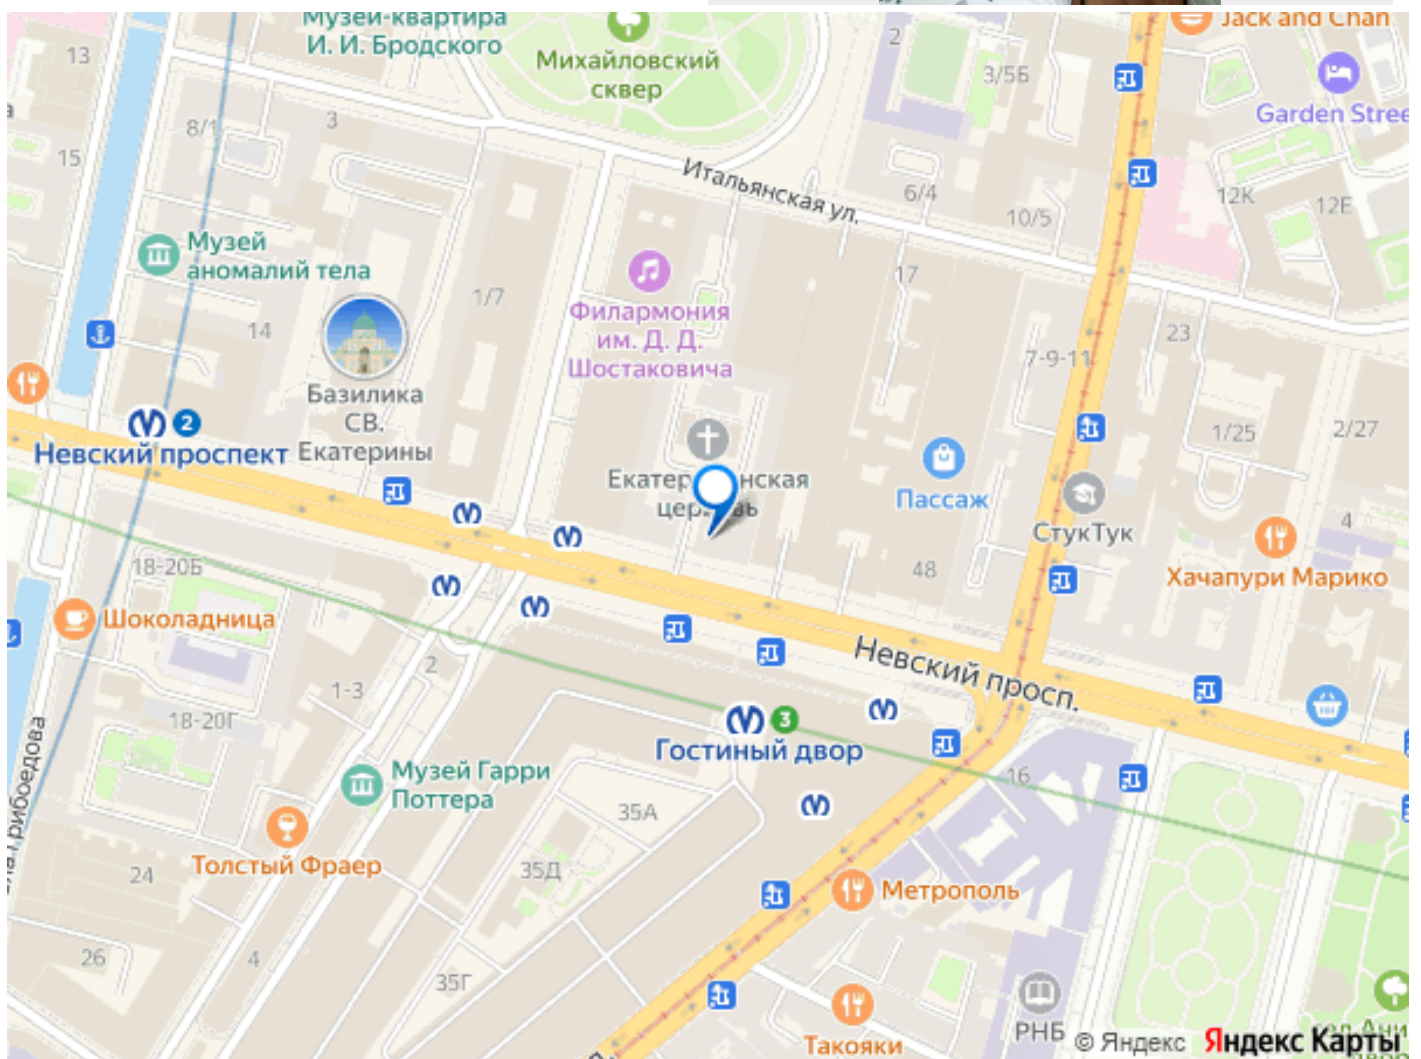 Музей-квартира
И. И. Бродского
Михайловский
сквер
Jack and Chan
Garden Stree
13
2
3/5Б
8/1
3
15
Итальянская ул.
6/4
10/5
12К
12Е
Музей
аномалий тела
1/7
14
Филармония
им. Д. Д.
Шостаковича
17
23
7-9-11
Базилика
СВ.
Екатерины
2
Невский проспект
1/25
2/27
Пассаж
СтукТук
4
Хачапури Марико
48
18-20Б
Шоколадница
2
1-3
18-20Г
Невский просп.
3
Гостиный двор
16
Музей Гарри
Поттера
35А
Толстый Фраер
24
35Д
Метрополь
26
4
35Г
Такояки
РНБ
© Яндекс
Яндекс Карты